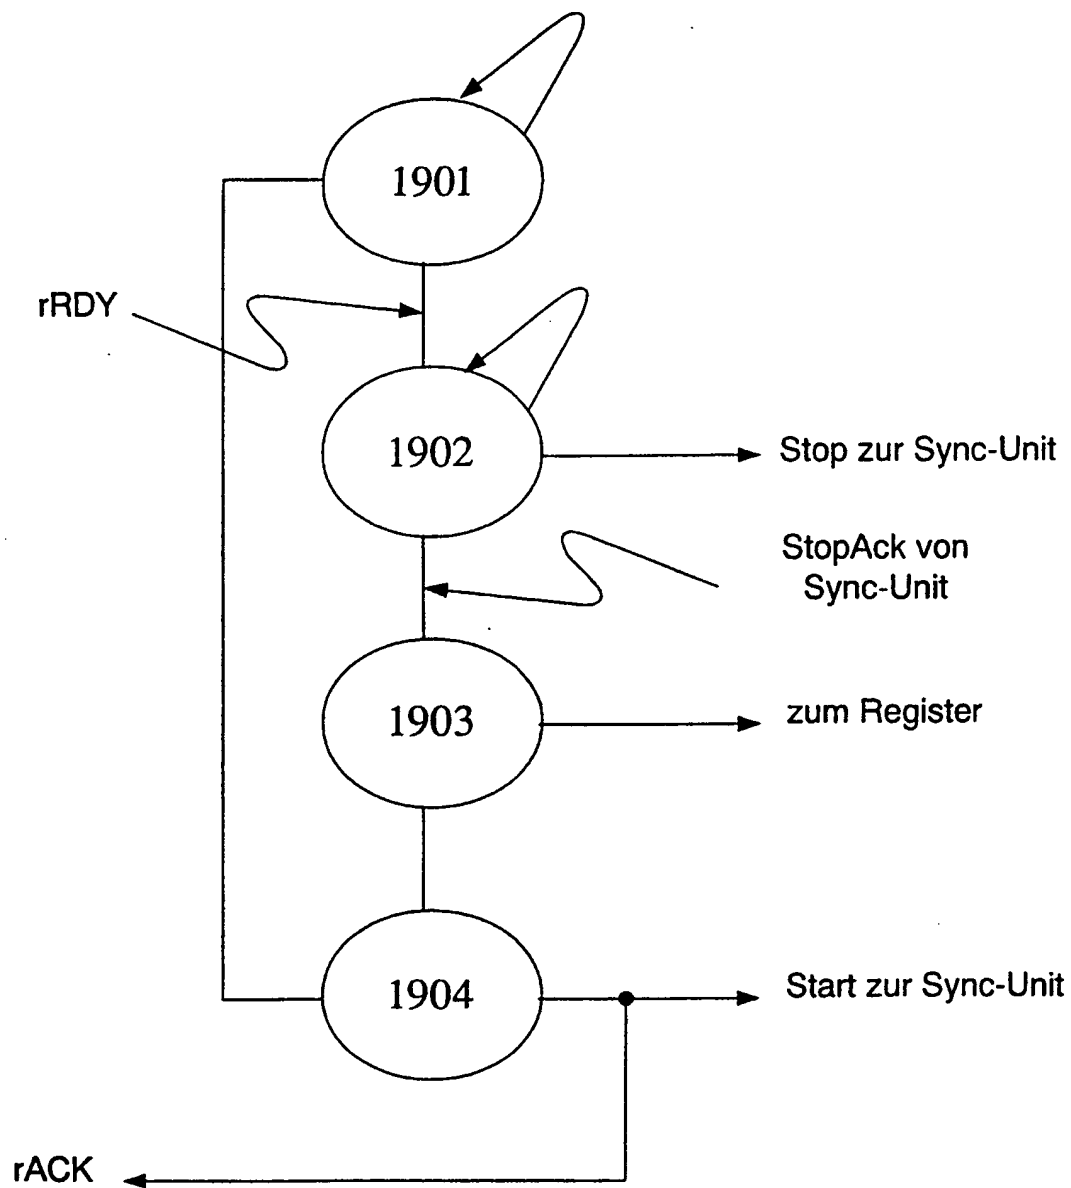 1901
rRDY
1902
Stop zur Sync-Unit
StopAck von
Sync-Unit
1903
zum Register
1904
Start zur Sync-Unit
rACK